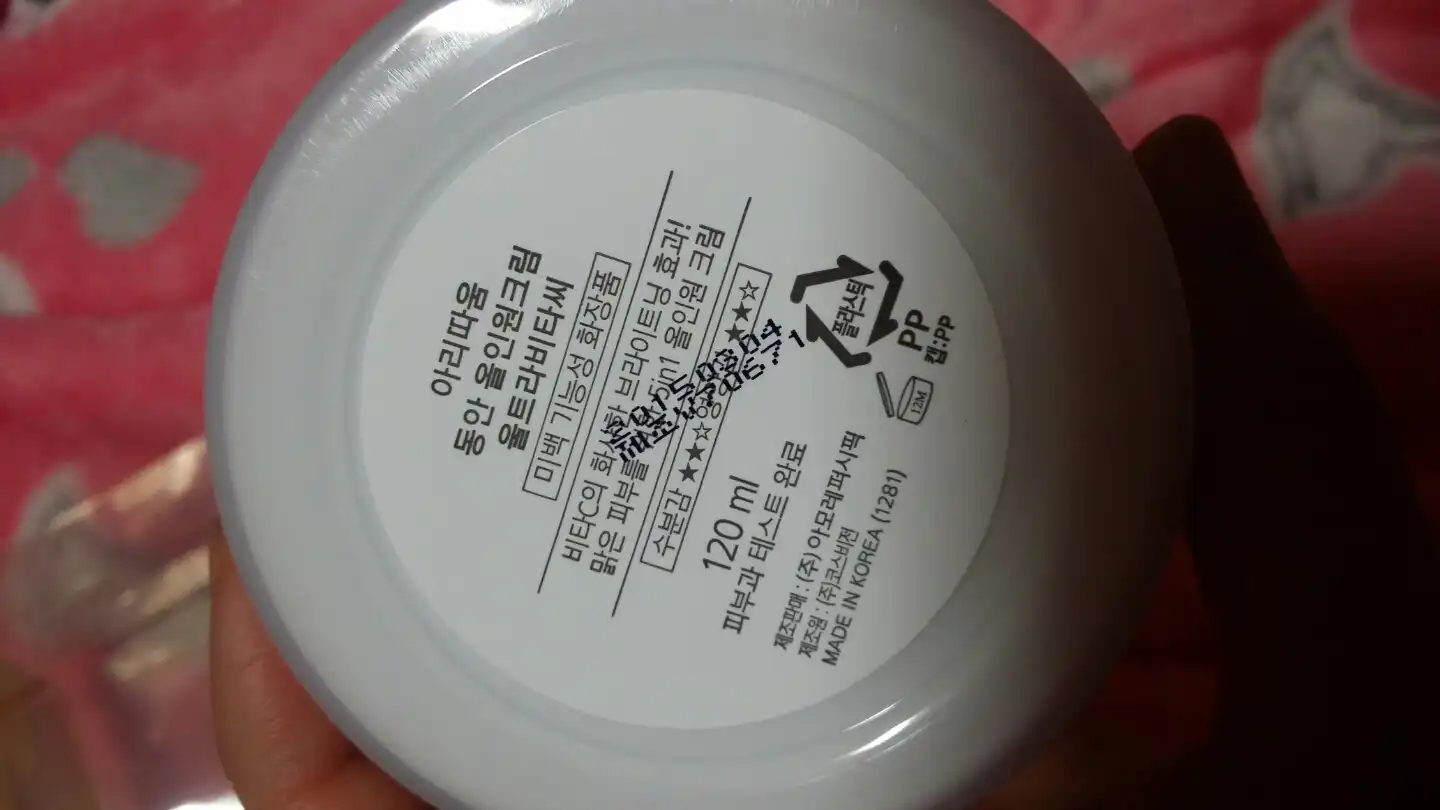 아리따움
동안 올인원크림
울트라비타씨
미백 기능성 화장품
비타C의 화사한 브라이트닝 효과!
맑은 피부를 5in1 올인원 크림
수분감 ★★☆ ★★☆
120 ml
피부과 테스트 완료
제조판매 : (주) 아모레퍼시픽
제조원 : (주)코스비전
MADE IN KOREA (1281)
플라스틱
PP
캡:PP
12M